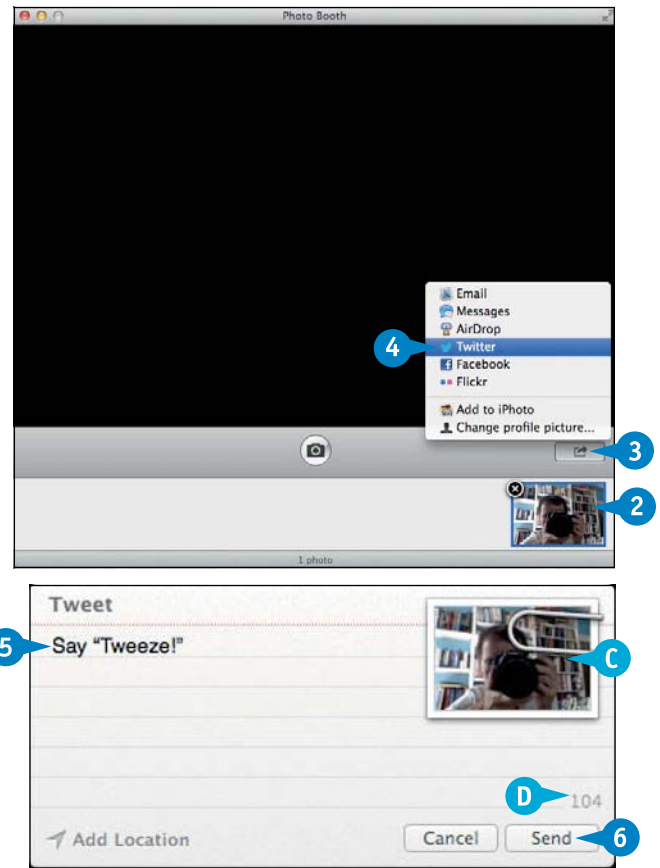 Photo Booth
Email
Messages
AirDrop
4
Twitter
Facebook
Flickr
Add to iPhoto
Change profile picture...
3
2
1 photo
Tweet
5
Say “Tweeze!”
C
D
104
Add Location
Cancel
Send
6